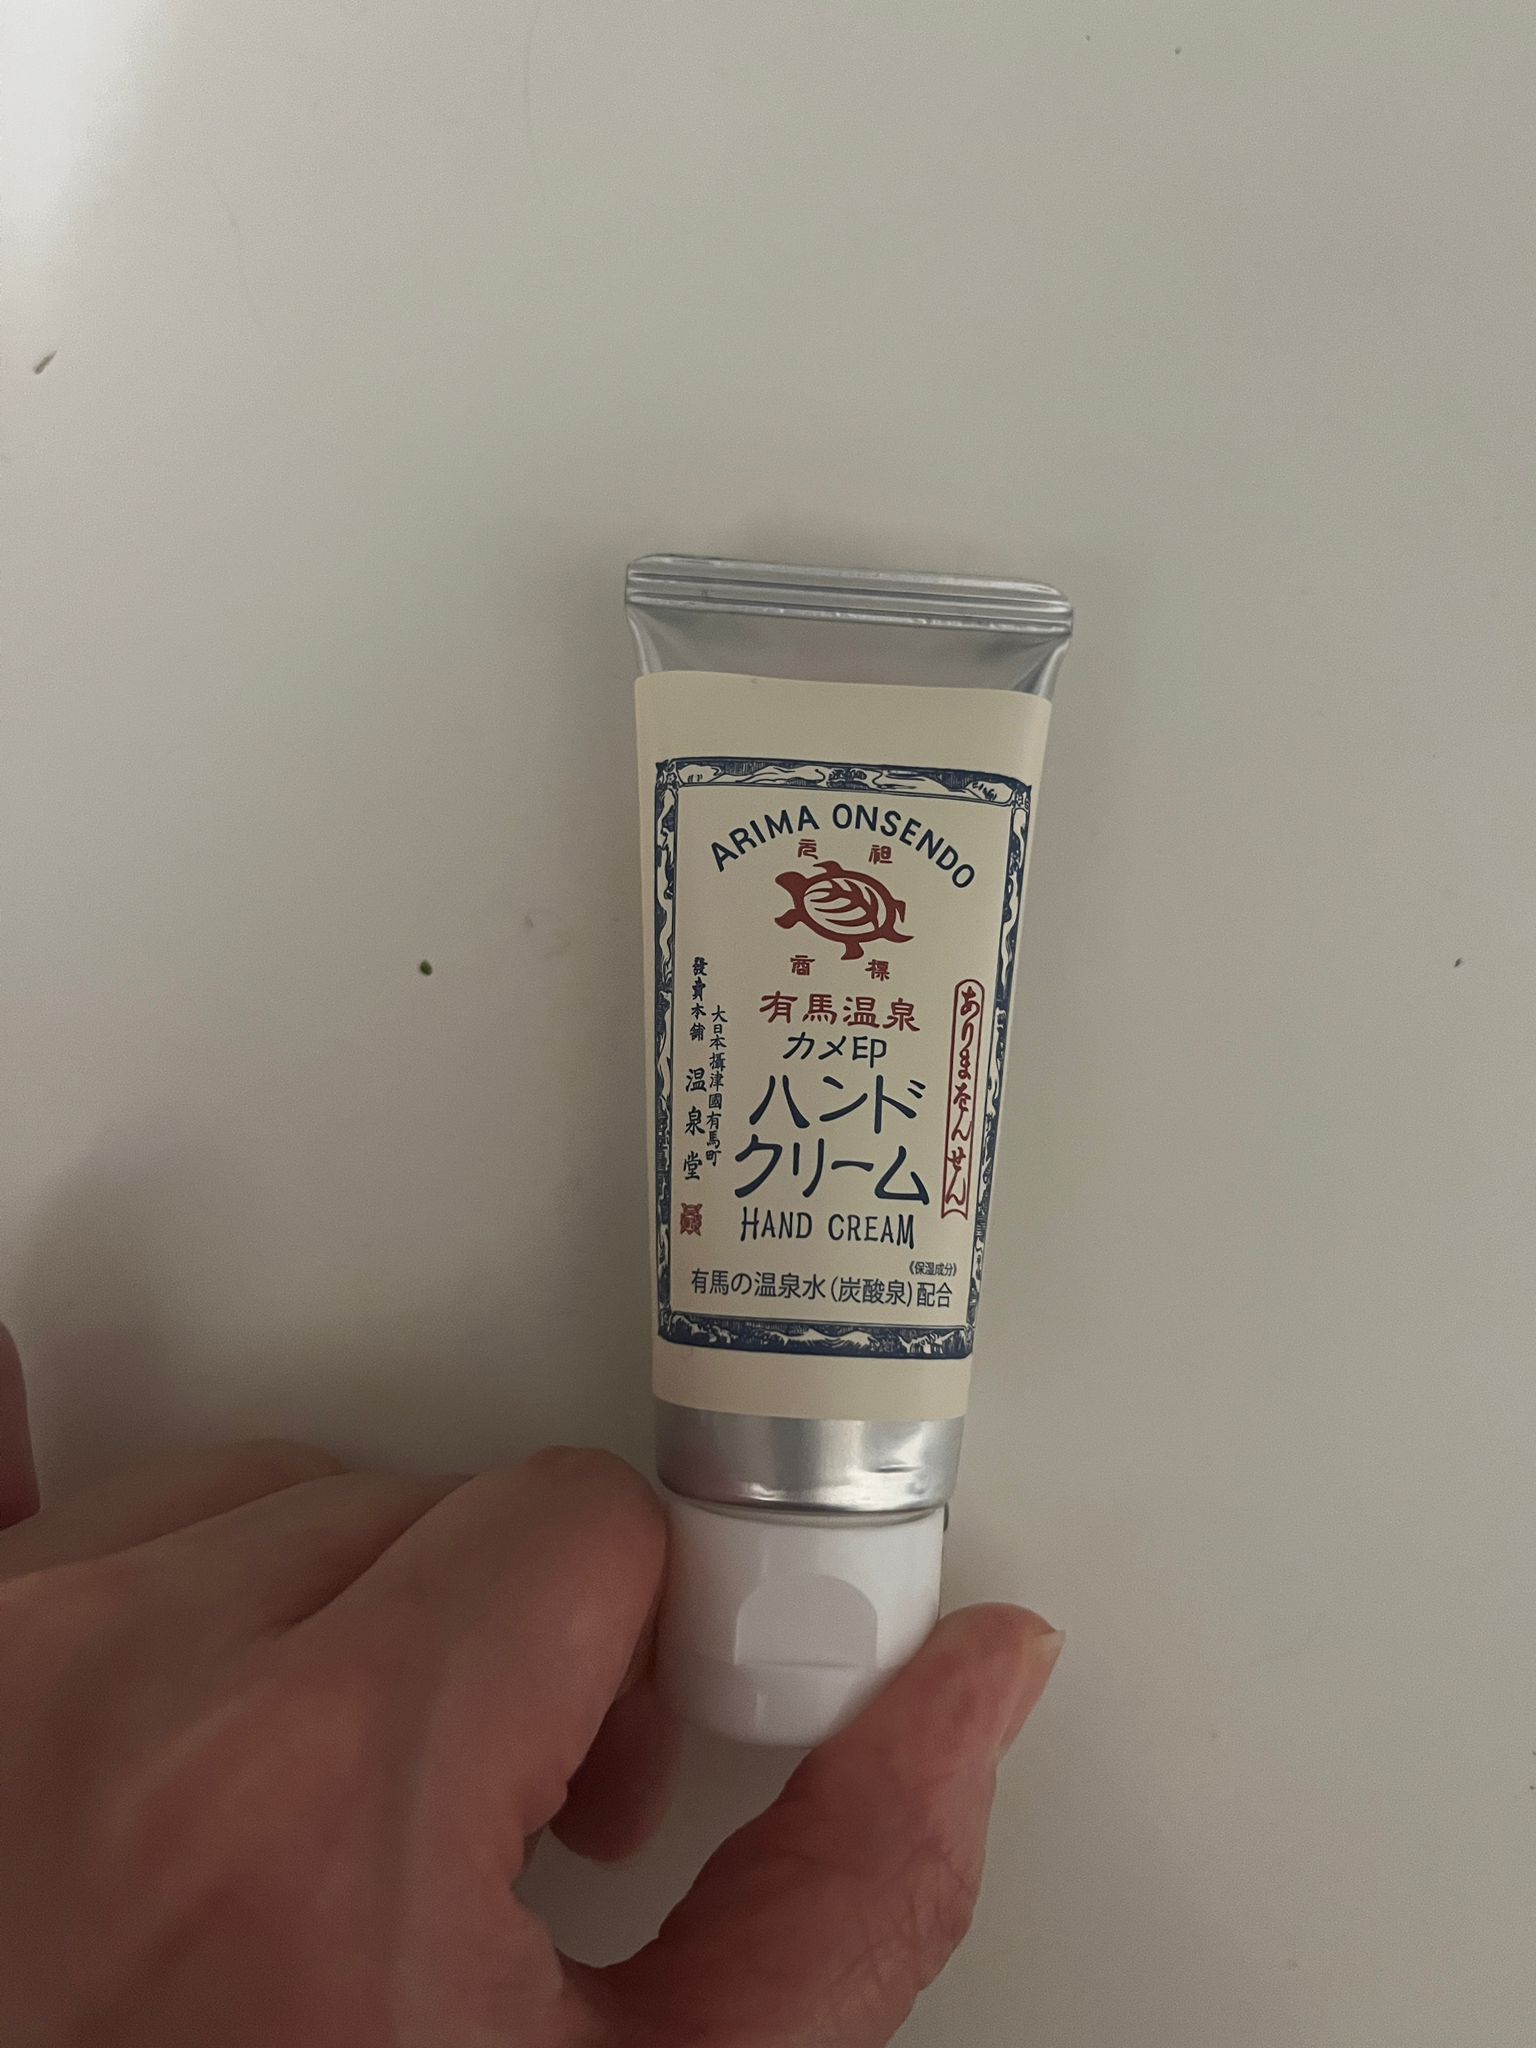 ARIMA ONSENDO
元祖
商標
有馬温泉
カメ印
ハンド
クリーム
HAND CREAM
《保湿成分》
有馬の温泉水(炭酸泉)配合
ありまをんせん
大日本攝津國有馬町
發賣本舗 温泉堂